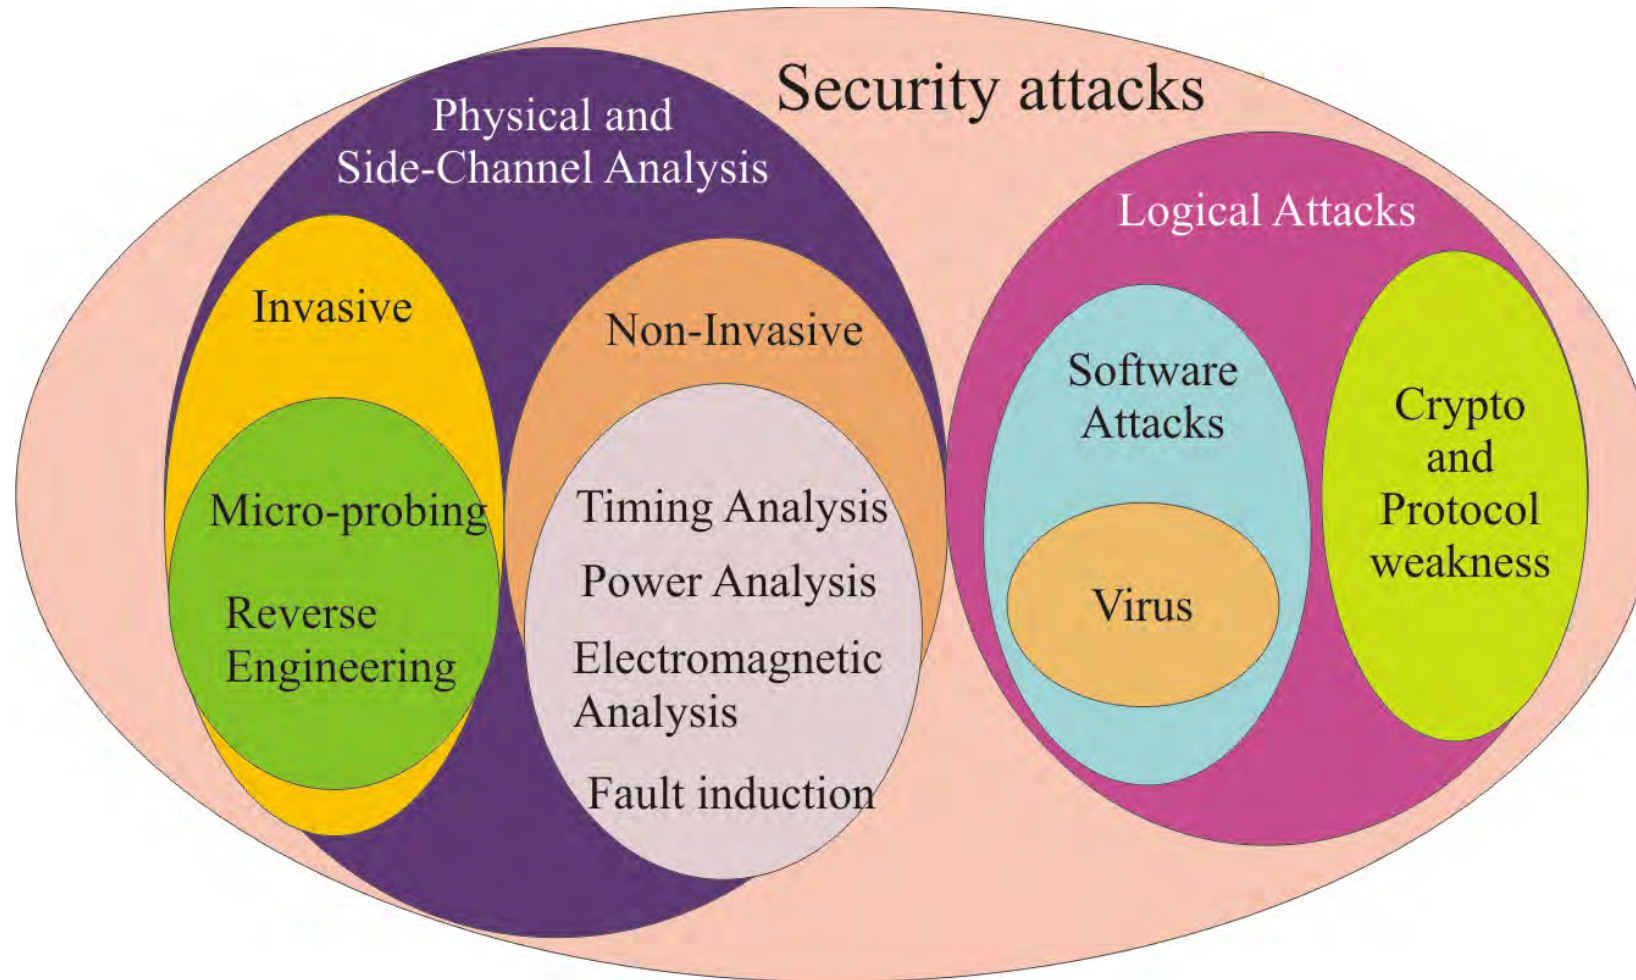 Security attacks
Physical and
Side-Channel Analysis
Invasive
Micro-probing
Reverse
Engineering
Non-Invasive
Timing Analysis
Power Analysis
Electromagnetic
Analysis
Fault induction
Logical Attacks
Software
Attacks
Virus
Crypto
and
Protocol
weakness